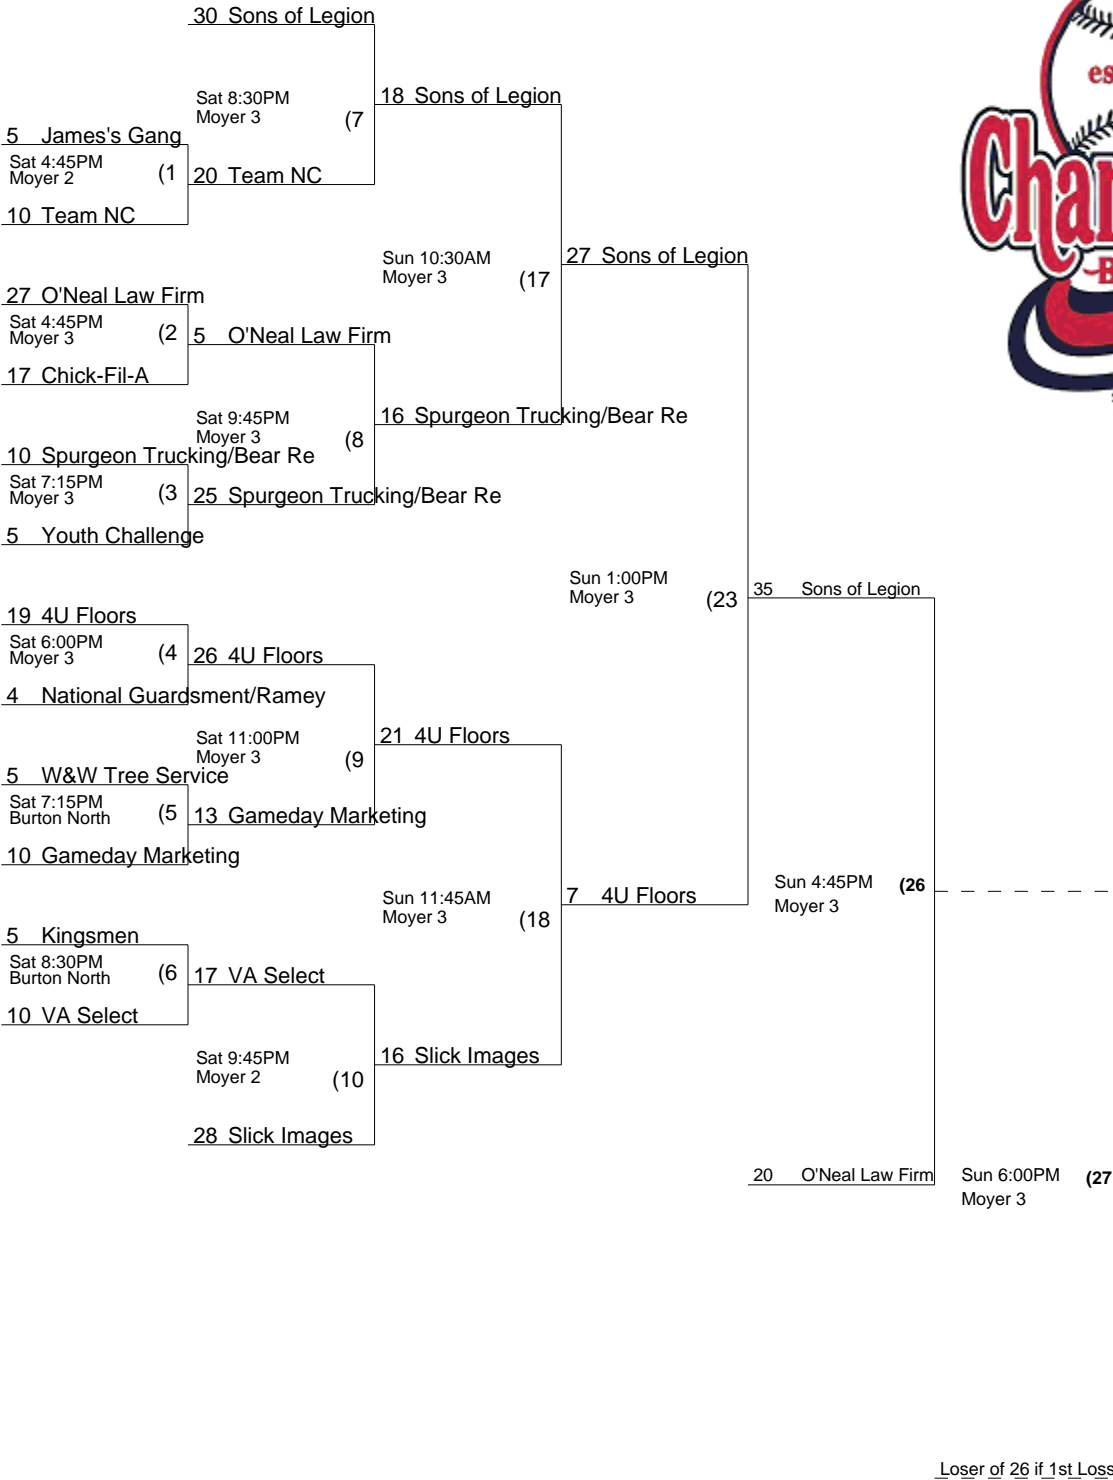 30 Sons of Legion
Sat 8:30PM
Moyer 3
(7
18 Sons of Legion
5 James's Gang
Sat 4:45PM
Moyer 2
(1
20 Team NC
10 Team NC
Sun 10:30AM
Moyer 3
(17
27 Sons of Legion
27 O'Neal Law Firm
Sat 4:45PM
Moyer 3
(2
5 O'Neal Law Firm
17 Chick-Fil-A
Sat 9:45PM
Moyer 3
(8
16 Spurgeon Trucking/Bear Re
10 Spurgeon Trucking/Bear Re
Sat 7:15PM
Moyer 3
(3
25 Spurgeon Trucking/Bear Re
5 Youth Challenge
Sun 1:00PM
Moyer 3
(23
35 Sons of Legion
19 4U Floors
Sat 6:00PM
Moyer 3
(4
26 4U Floors
4 National Guardsment/Ramey
Sat 11:00PM
Moyer 3
(9
21 4U Floors
5 W&W Tree Service
Sat 7:15PM
Burton North
(5
13 Gameday Marketing
10 Gameday Marketing
Sun 11:45AM
Moyer 3
(18
7 4U Floors
Sun 4:45PM
Moyer 3
(26
5 Kingsmen
Sat 8:30PM
Burton North
(6
17 VA Select
10 VA Select
Sat 9:45PM
Moyer 2
(10
16 Slick Images
28 Slick Images
20 O'Neal Law Firm
Sun 6:00PM
Moyer 3
(27
Loser of 26 if 1st Loss